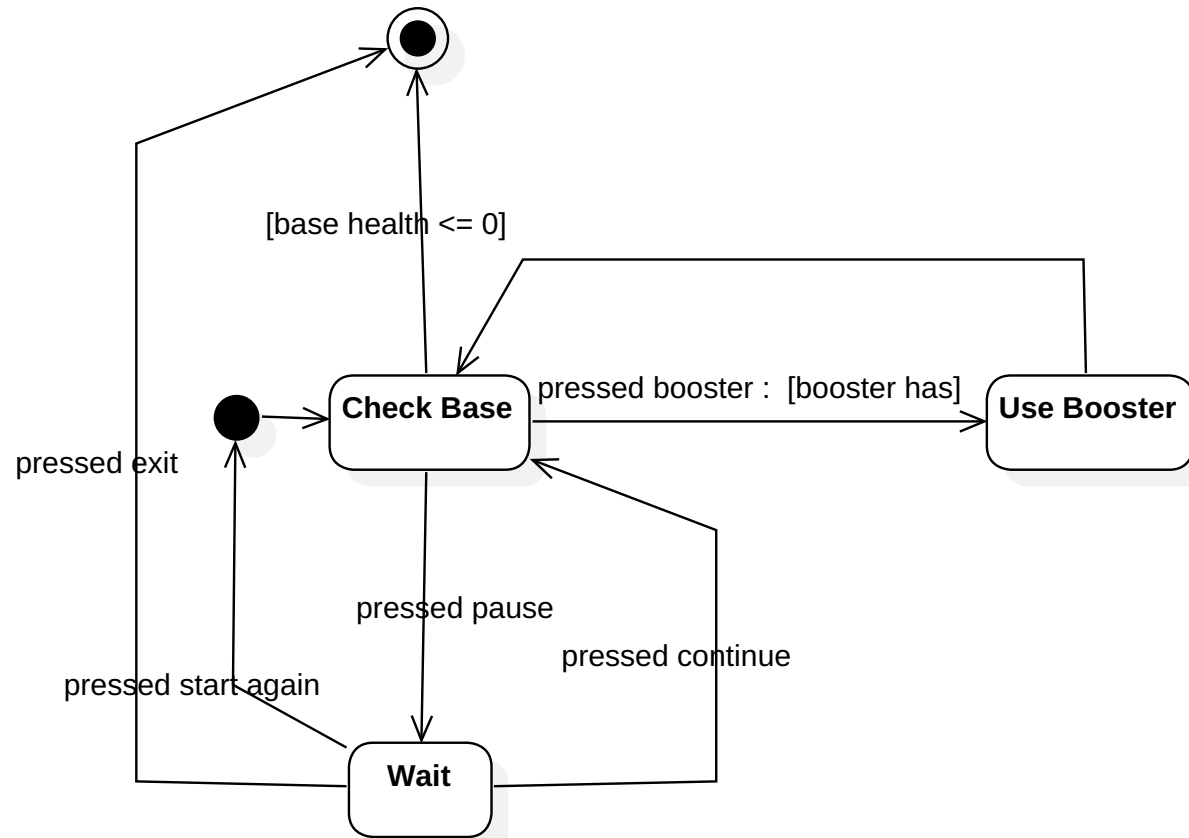 [base health <= 0]
pressed booster :  [booster has]
Check Base
Use Booster
pressed exit
pressed pause
pressed continue
pressed start again
Wait